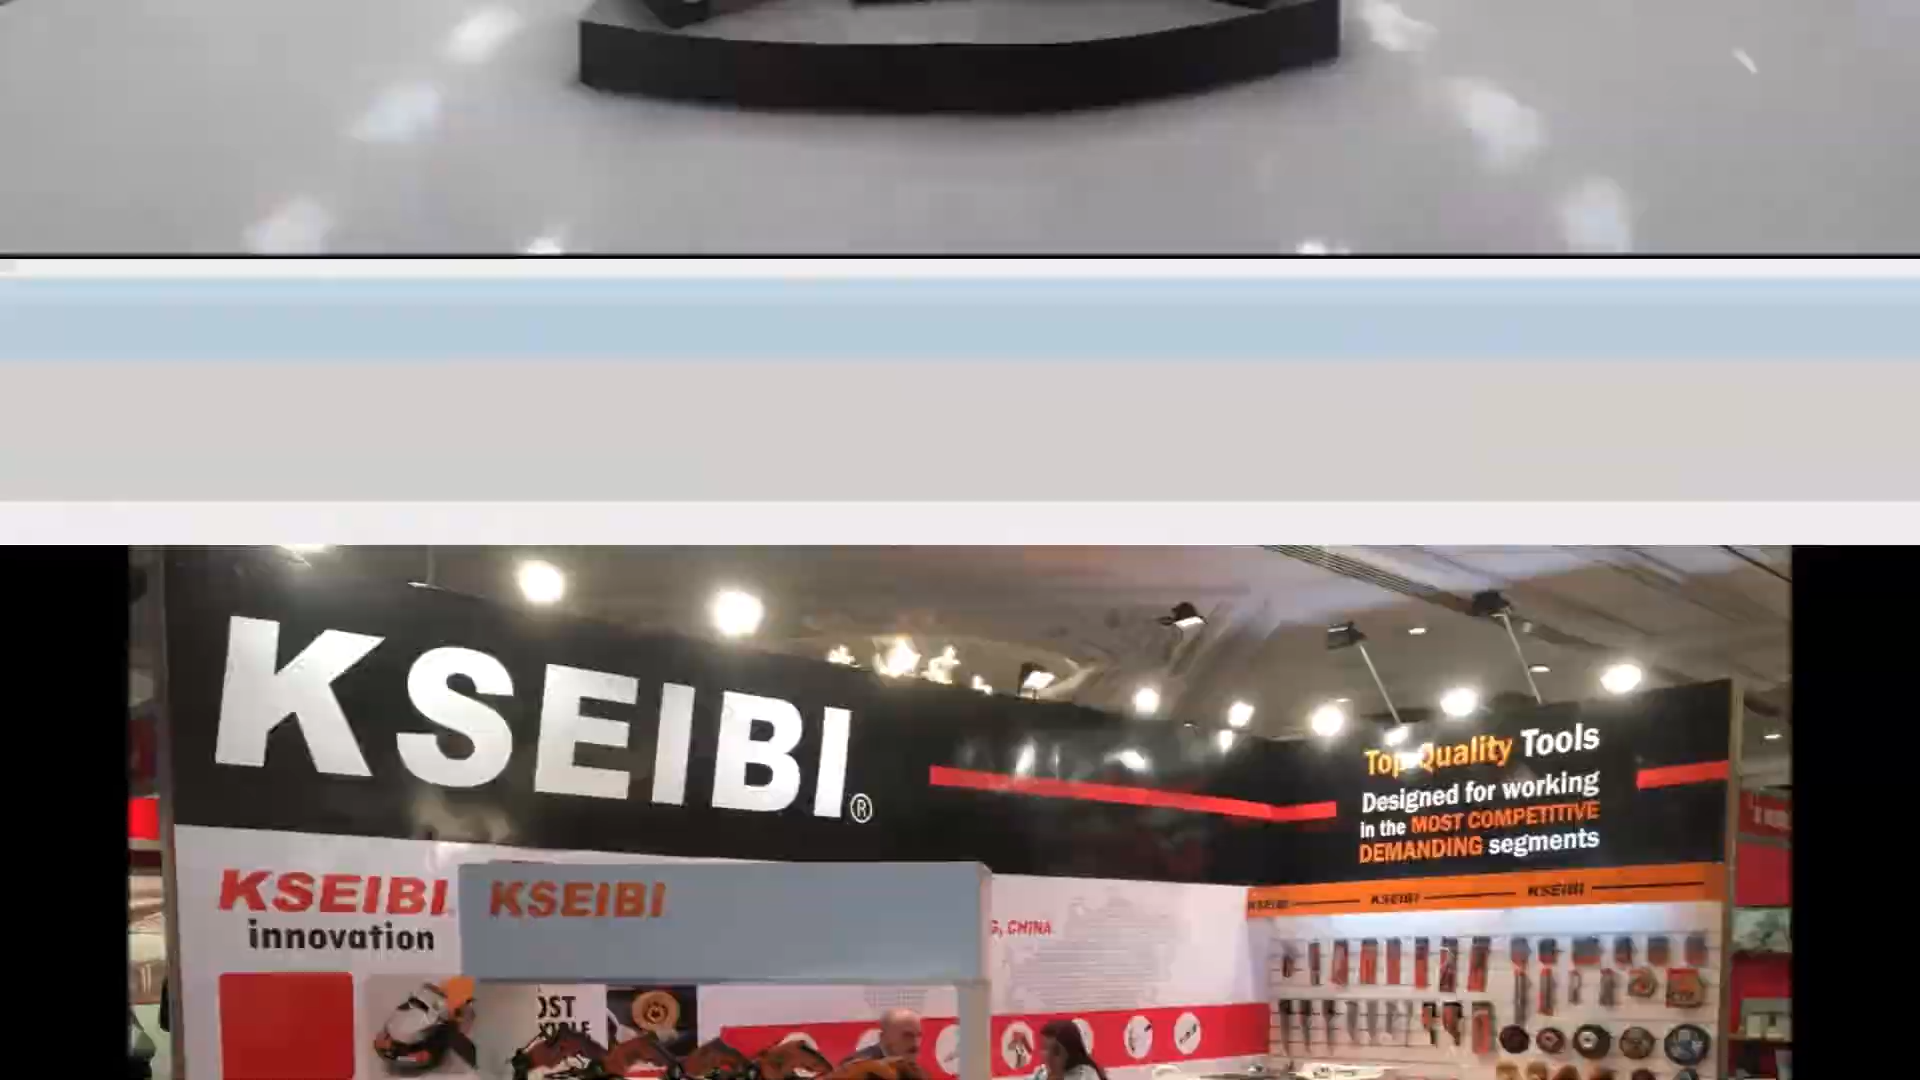 KSEIBI®
Top Quality Tools
Designed for working
in the MOST COMPETITIVE
DEMANDING segments
KSEIBI KSEIBI KSEIBI
KSEIBI
innovation
KSEIBI
CHINA